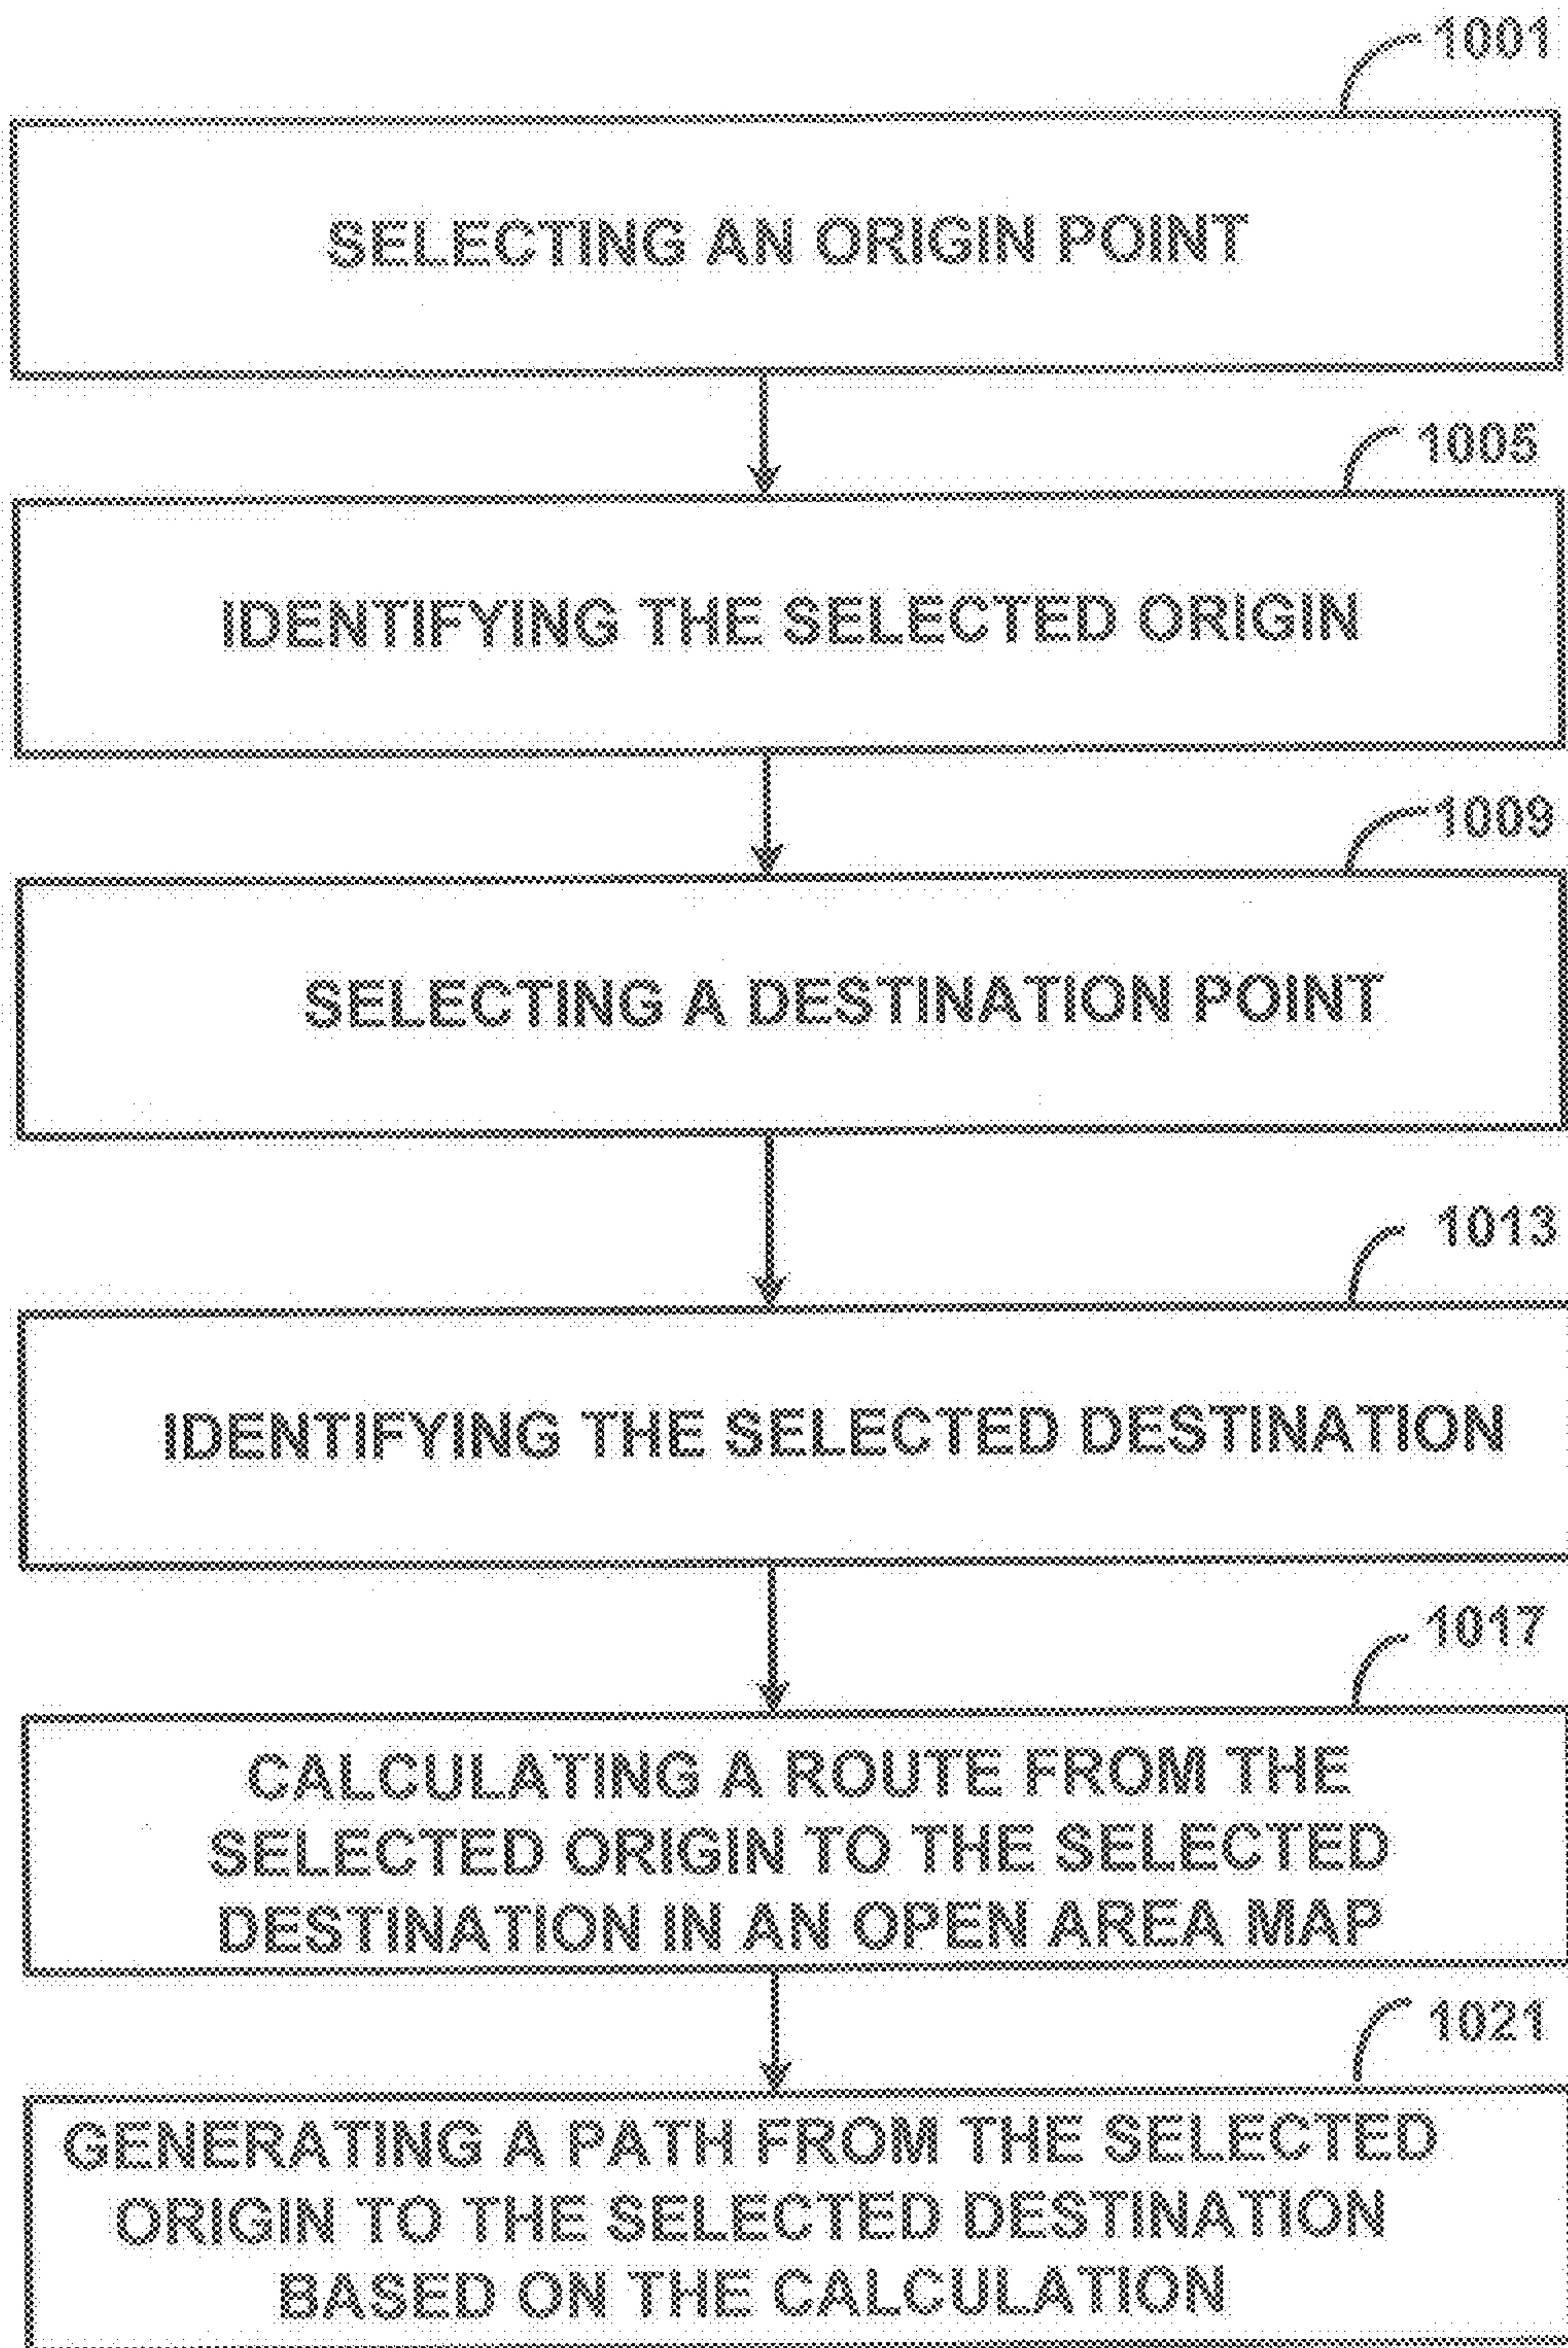 1001
SELECTING AN ORIGIN POINT
1005
IDENTIFYING THE SELECTED ORIGIN
1009
SELECTING A DESTINATION POINT
1013
IDENTIFYING THE SELECTED DESTINATION
1017
CALCULATING A ROUTE FROM THE
SELECTED ORIGIN TO THE SELECTED
DESTINATION IN AN OPEN AREA MAP
1021
GENERATING A PATH FROM THE SELECTED
ORIGIN TO THE SELECTED DESTINATION
BASED ON THE CALCULATION